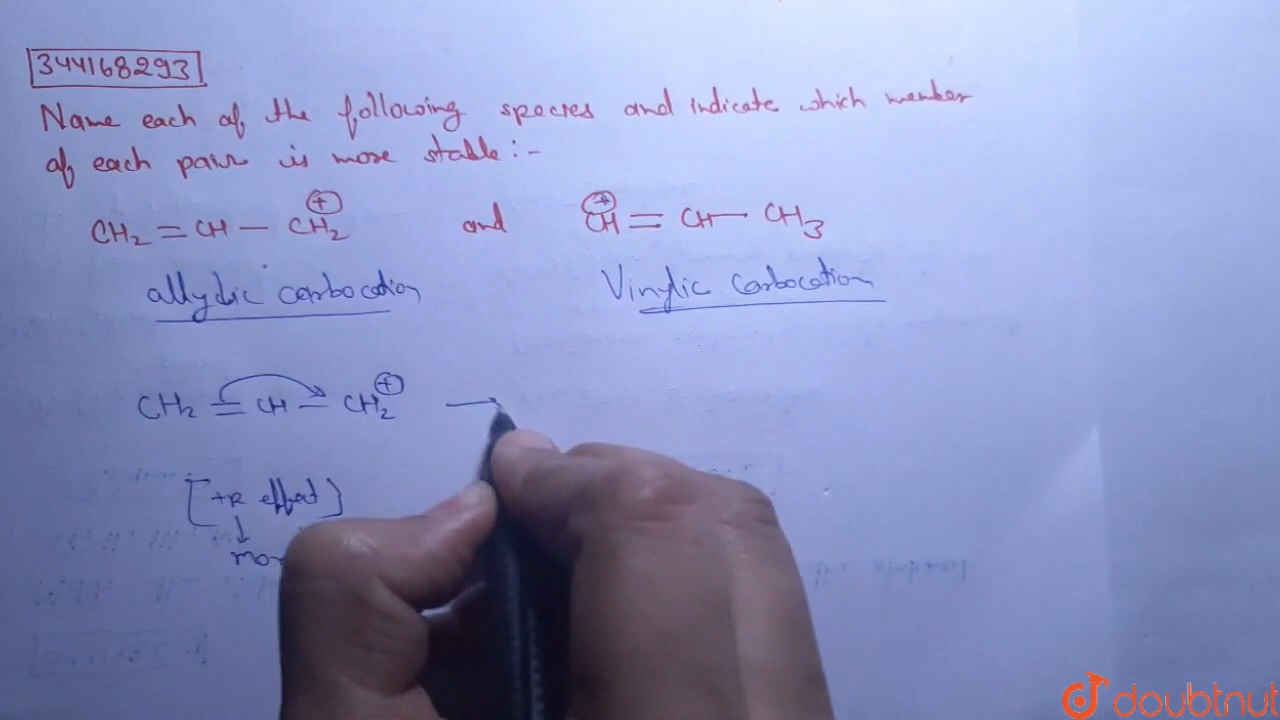 344168293
Name each of the following species and indicate which member
of each pair is more stable:-
CH₂=CH-CH₂⊕ and ⊕CH=CH-CH₃
allylic carbocation Vinylic carbocation
CH₂=CH-CH₂⊕ →
[+R effect]
↓
doubtnut